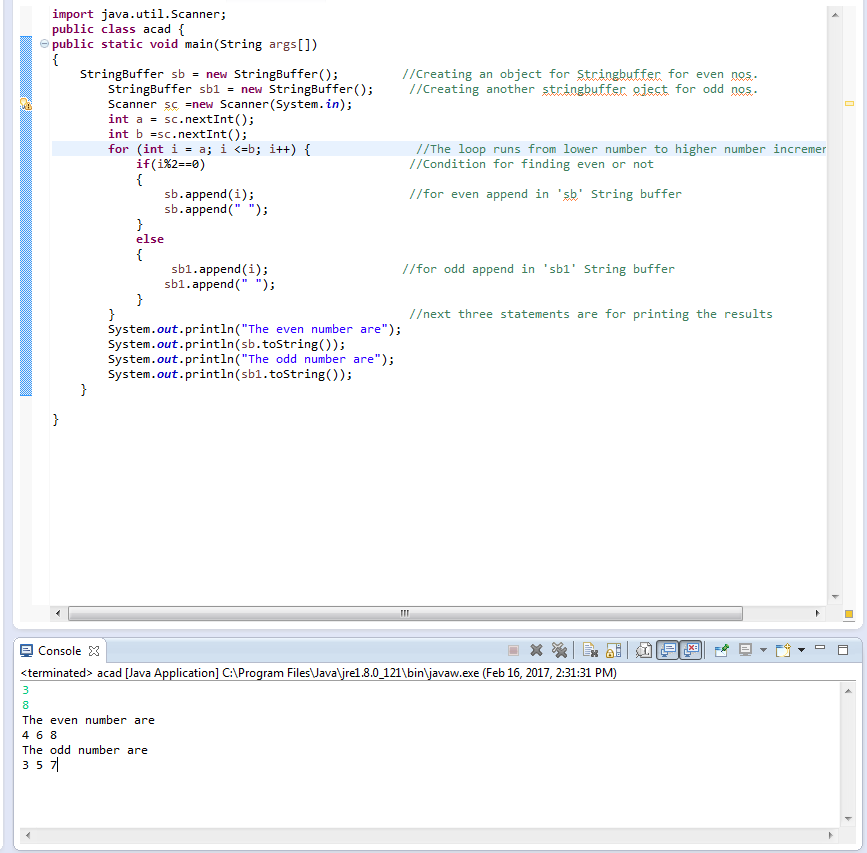 import java.util.Scanner;
public class acad {
public static void main(String args[])
{
StringBuffer sb = new StringBuffer(); //Creating an object for Stringbuffer for even nos.
StringBuffer sb1 = new StringBuffer(); //Creating another stringbuffer oject for odd nos.
Scanner sc =new Scanner(System.in);
int a = sc.nextInt();
int b =sc.nextInt();
for (int i = a; i <=b; i++) { //The loop runs from lower number to higher number incremer
if(i%2==0) //Condition for finding even or not
{
sb.append(i); //for even append in 'sb' String buffer
sb.append(" ");
}
else
{
sb1.append(i); //for odd append in 'sb1' String buffer
sb1.append(" ");
}
} //next three statements are for printing the results
System.out.println("The even number are");
System.out.println(sb.toString());
System.out.println("The odd number are");
System.out.println(sb1.toString());
}
}
Console
<terminated> acad [Java Application] C:\Program Files\Java\jre1.8.0_121\bin\javaw.exe (Feb 16, 2017, 2:31:31 PM)
3
8
The even number are
4 6 8
The odd number are
3 5 7